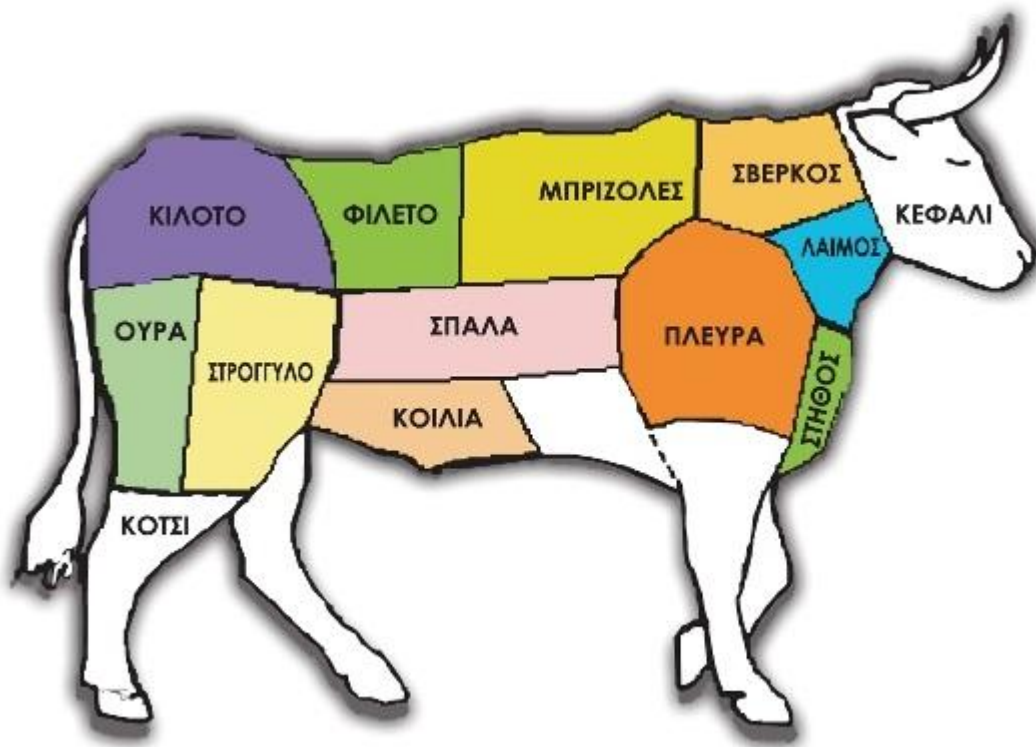 ΚΙΛΟΤΟ
ΦΙΛΕΤΟ
ΜΠΡΙΖΟΛΕΣ
ΣΒΕΡΚΟΣ
ΚΕΦΑΛΙ
ΛΑΙΜΟΣ
ΟΥΡΑ
ΣΤΡΟΓΓΥΛΟ
ΣΠΑΛΑ
ΠΛΕΥΡΑ
ΣΤΗΘΟΣ
ΚΟΙΛΙΑ
ΚΟΤΣΙ